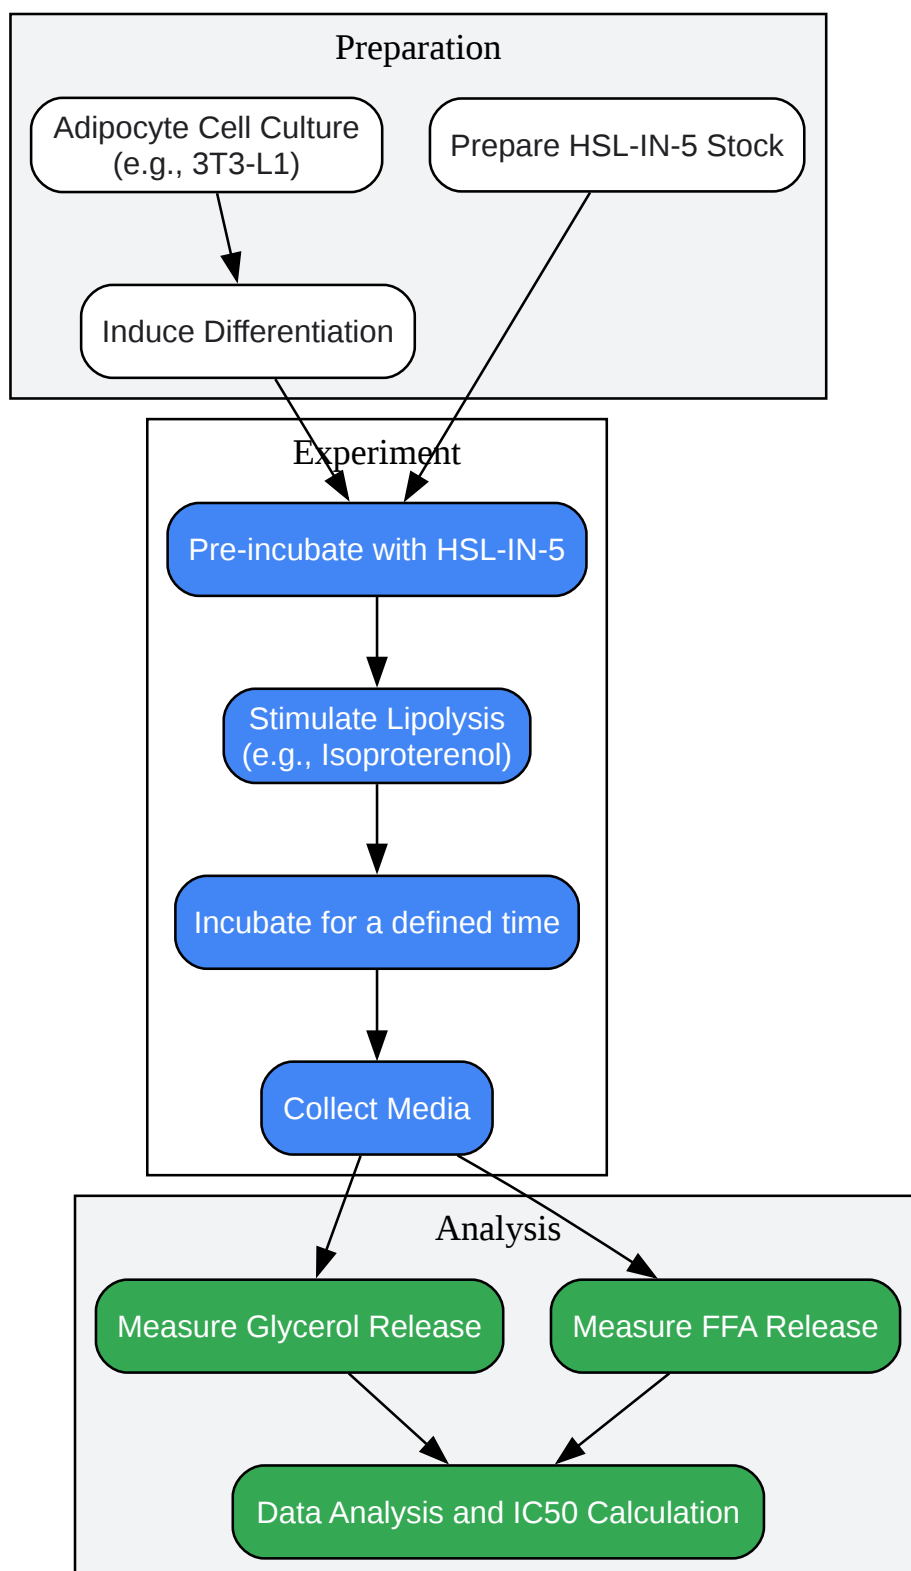 Preparation
Adipocyte Cell Culture
(e.g., 3T3-L1)
Prepare HSL-IN-5 Stock
Induce Differentiation
Experiment
Pre-incubate with HSL-IN-5
Stimulate Lipolysis
(e.g., Isoproterenol)
Incubate for a defined time
Collect Media
Analysis
Measure Glycerol Release
Measure FFA Release
Data Analysis and IC50 Calculation